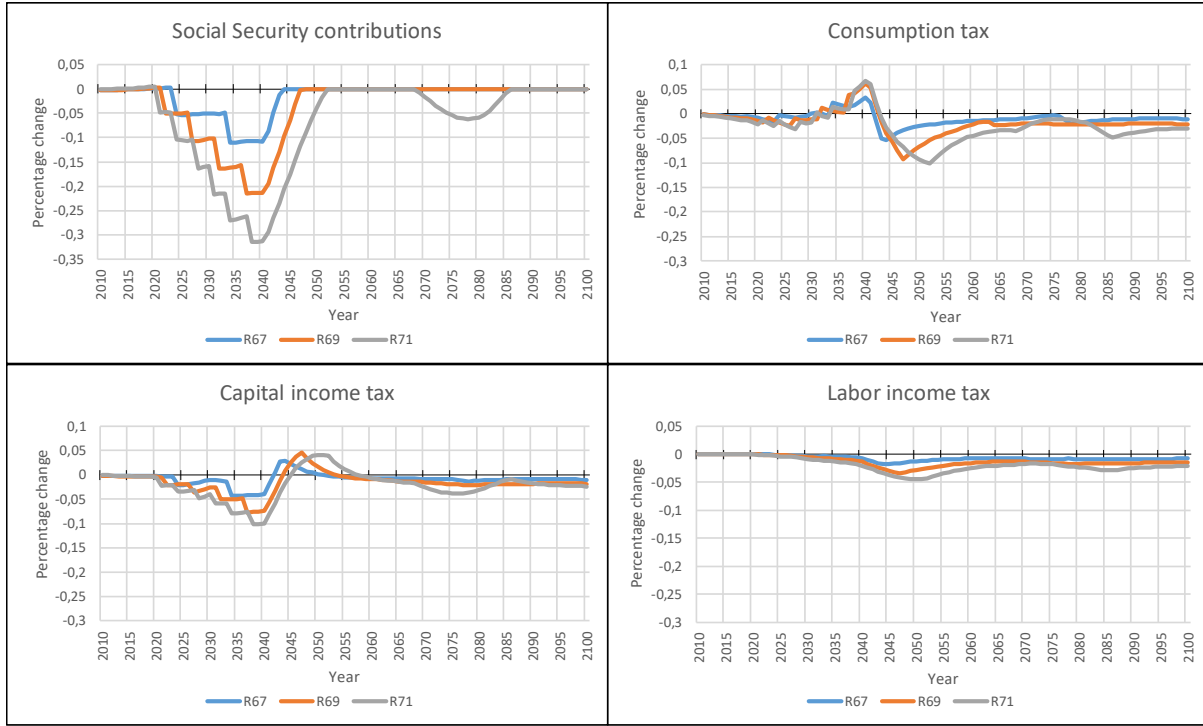 Social Security contributions
0,05
0
-0,05
-0,1
-0,15
-0,2
-0,25
-0,3
-0,35
Percentage change
2010 2015 2020 2025 2030 2035 2040 2045 2050 2055 2060 2065 2070 2075 2080 2085 2090 2095 2100
Year
R67 R69 R71
Consumption tax
0,1
0,05
0
-0,05
-0,1
-0,15
-0,2
-0,25
-0,3
Percentage change
2010 2015 2020 2025 2030 2035 2040 2045 2050 2055 2060 2065 2070 2075 2080 2085 2090 2095 2100
Year
R67 R69 R71
Capital income tax
0,1
0,05
0
-0,05
-0,1
-0,15
-0,2
-0,25
-0,3
Percentage change
2010 2015 2020 2025 2030 2035 2040 2045 2050 2055 2060 2065 2070 2075 2080 2085 2090 2095 2100
Year
R67 R69 R71
Labor income tax
0,05
0
-0,05
-0,1
-0,15
-0,2
-0,25
-0,3
Percentage change
2010 2015 2020 2025 2030 2035 2040 2045 2050 2055 2060 2065 2070 2075 2080 2085 2090 2095 2100
Year
R67 R69 R71